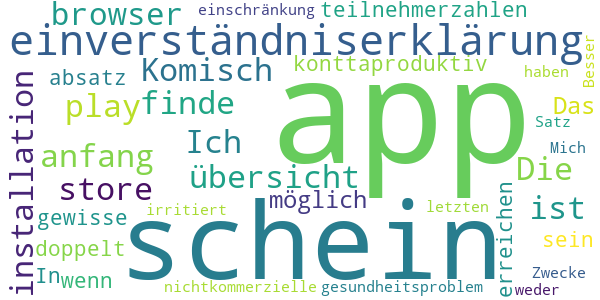 browser einschränkung teilnehmerzahlen
einverständniserklärung
absatz Komisch konttaproduktiv haben Besser
play finde app Das
Ich Satz
anfang übersicht Mich
installation store möglich Die
gewisse schein letzten ist
irritiert erreichen
doppelt sein
In wenn Zwecke
nichtkommerzielle gesundheitsproblem weder